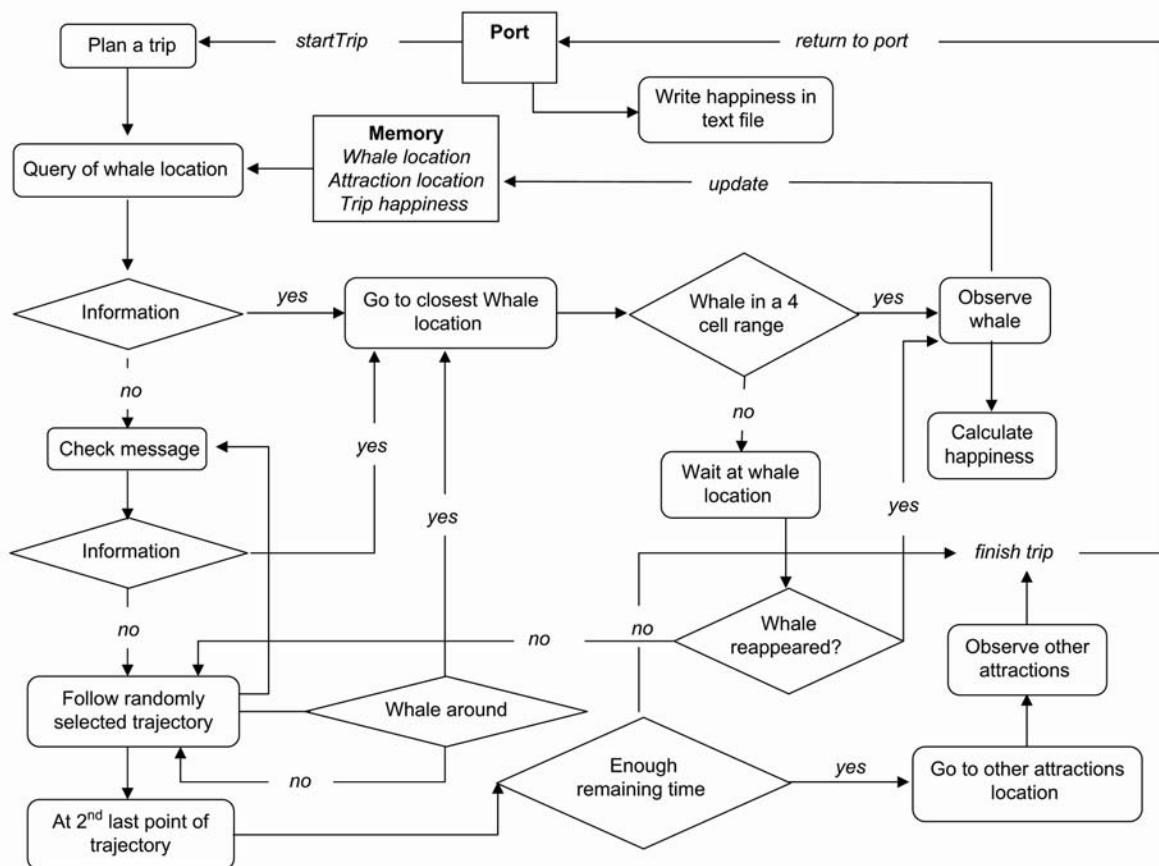 Plan a trip
startTrip
Port
return to port
Write happiness in
text file
Memory
Whale location
Attraction location
Trip happiness
Query of whale location
update
Information
yes
Go to closest Whale
location
Whale in a 4
cell range
yes
Observe
whale
no
no
Check message
yes
Calculate
happiness
Wait at whale
location
yes
yes
Information
finish trip
no
no
no
Whale
reappeared?
Observe other
attractions
Follow randomly
selected trajectory
Whale around
no
Enough
remaining time
yes
Go to other attractions
location
At 2nd last point of
trajectory